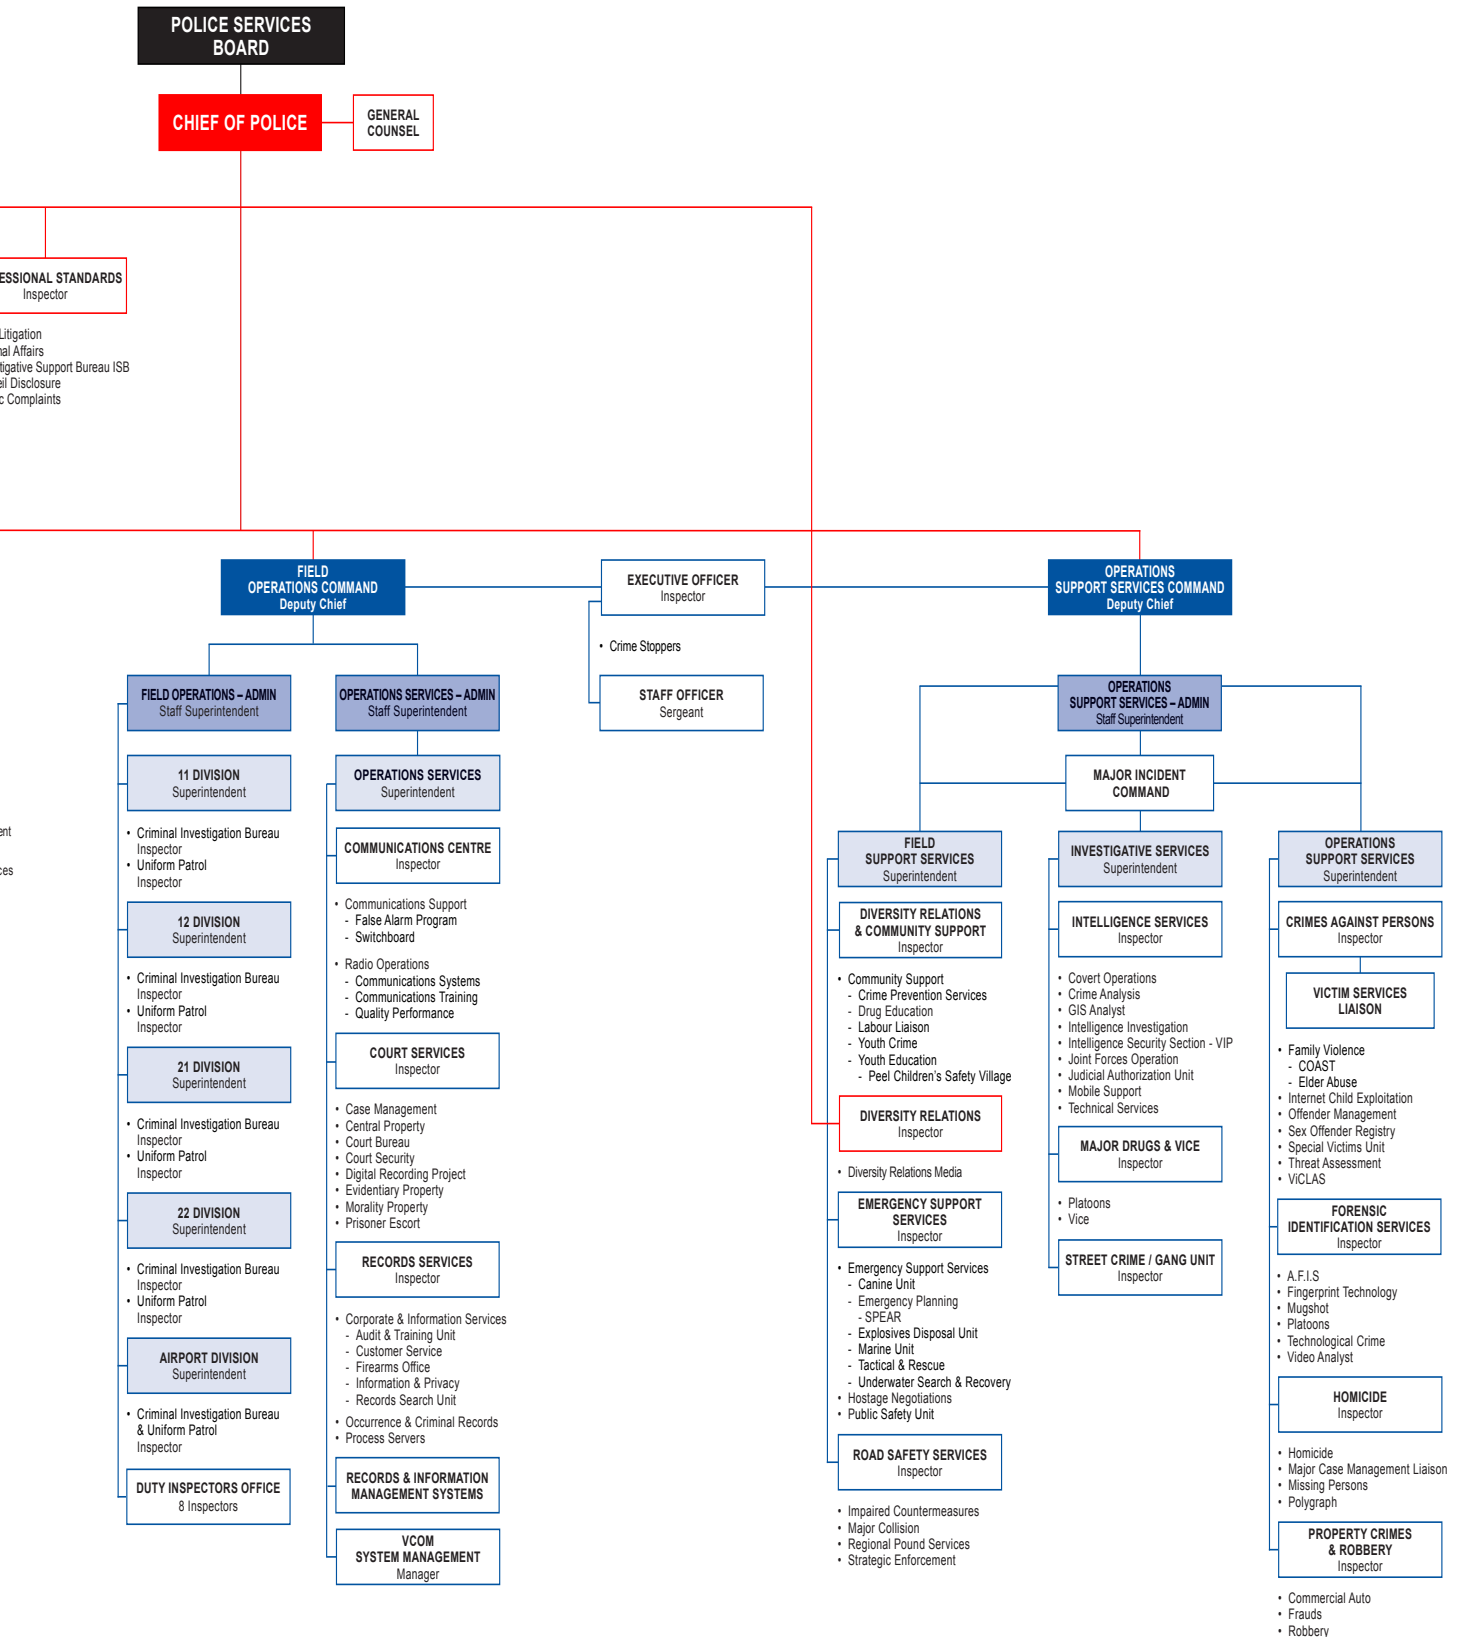 POLICE SERVICES
BOARD
CHIEF OF POLICE
GENERAL
COUNSEL
STANDARDS
Inspector
Litigation
Affairs
Support Bureau ISB
Disclosure
Complaints
FIELD
OPERATIONS COMMAND
Deputy Chief
EXECUTIVE OFFICER
Inspector
• Crime Stoppers
STAFF OFFICER
Sergeant
OPERATIONS
SUPPORT SERVICES COMMAND
Deputy Chief
FIELD OPERATIONS – ADMIN
Staff Superintendent
11 DIVISION
Superintendent
• Criminal Investigation Bureau
Inspector
• Uniform Patrol
Inspector
12 DIVISION
Superintendent
• Criminal Investigation Bureau
Inspector
• Uniform Patrol
Inspector
21 DIVISION
Superintendent
• Criminal Investigation Bureau
Inspector
• Uniform Patrol
Inspector
22 DIVISION
Superintendent
• Criminal Investigation Bureau
Inspector
• Uniform Patrol
Inspector
AIRPORT DIVISION
Superintendent
• Criminal Investigation Bureau
& Uniform Patrol
Inspector
DUTY INSPECTORS OFFICE
8 Inspectors
OPERATIONS SERVICES – ADMIN
Staff Superintendent
OPERATIONS SERVICES
Superintendent
COMMUNICATIONS CENTRE
Inspector
• Communications Support
- False Alarm Program
- Switchboard
• Radio Operations
- Communications Systems
- Communications Training
- Quality Performance
COURT SERVICES
Inspector
• Case Management
• Central Property
• Court Bureau
• Court Security
• Digital Recording Project
• Evidentiary Property
• Morality Property
• Prisoner Escort
RECORDS SERVICES
Inspector
• Corporate & Information Services
- Audit & Training Unit
- Customer Service
- Firearms Office
- Information & Privacy
- Records Search Unit
• Occurrence & Criminal Records
• Process Servers
RECORDS & INFORMATION
MANAGEMENT SYSTEMS
VCOM
SYSTEM MANAGEMENT
Manager
OPERATIONS
SUPPORT SERVICES – ADMIN
Staff Superintendent
MAJOR INCIDENT
COMMAND
FIELD
SUPPORT SERVICES
Superintendent
DIVERSITY RELATIONS
& COMMUNITY SUPPORT
Inspector
• Community Support
- Crime Prevention Services
- Drug Education
- Labour Liaison
- Youth Crime
- Youth Education
- Peel Children's Safety Village
DIVERSITY RELATIONS
Inspector
• Diversity Relations Media
EMERGENCY SUPPORT
SERVICES
Inspector
• Emergency Support Services
- Canine Unit
- Emergency Planning
- SPEAR
- Explosives Disposal Unit
- Marine Unit
- Tactical & Rescue
- Underwater Search & Recovery
• Hostage Negotiations
• Public Safety Unit
ROAD SAFETY SERVICES
Inspector
• Impaired Countermeasures
• Major Collision
• Regional Pound Services
• Strategic Enforcement
INVESTIGATIVE SERVICES
Superintendent
INTELLIGENCE SERVICES
Inspector
• Covert Operations
• Crime Analysis
• GIS Analyst
• Intelligence Investigation
• Intelligence Security Section - VIP
• Joint Forces Operation
• Judicial Authorization Unit
• Mobile Support
• Technical Services
MAJOR DRUGS & VICE
Inspector
• Platoons
• Vice
STREET CRIME / GANG UNIT
Inspector
OPERATIONS
SUPPORT SERVICES
Superintendent
CRIMES AGAINST PERSONS
Inspector
VICTIM SERVICES
LIAISON
• Family Violence
- COAST
- Elder Abuse
• Internet Child Exploitation
• Offender Management
• Sex Offender Registry
• Special Victims Unit
• Threat Assessment
• ViCLAS
FORENSIC
IDENTIFICATION SERVICES
Inspector
• A.F.I.S
• Fingerprint Technology
• Mugshot
• Platoons
• Technological Crime
• Video Analyst
HOMICIDE
Inspector
• Homicide
• Major Case Management Liaison
• Missing Persons
• Polygraph
PROPERTY CRIMES
& ROBBERY
Inspector
• Commercial Auto
• Frauds
• Robbery